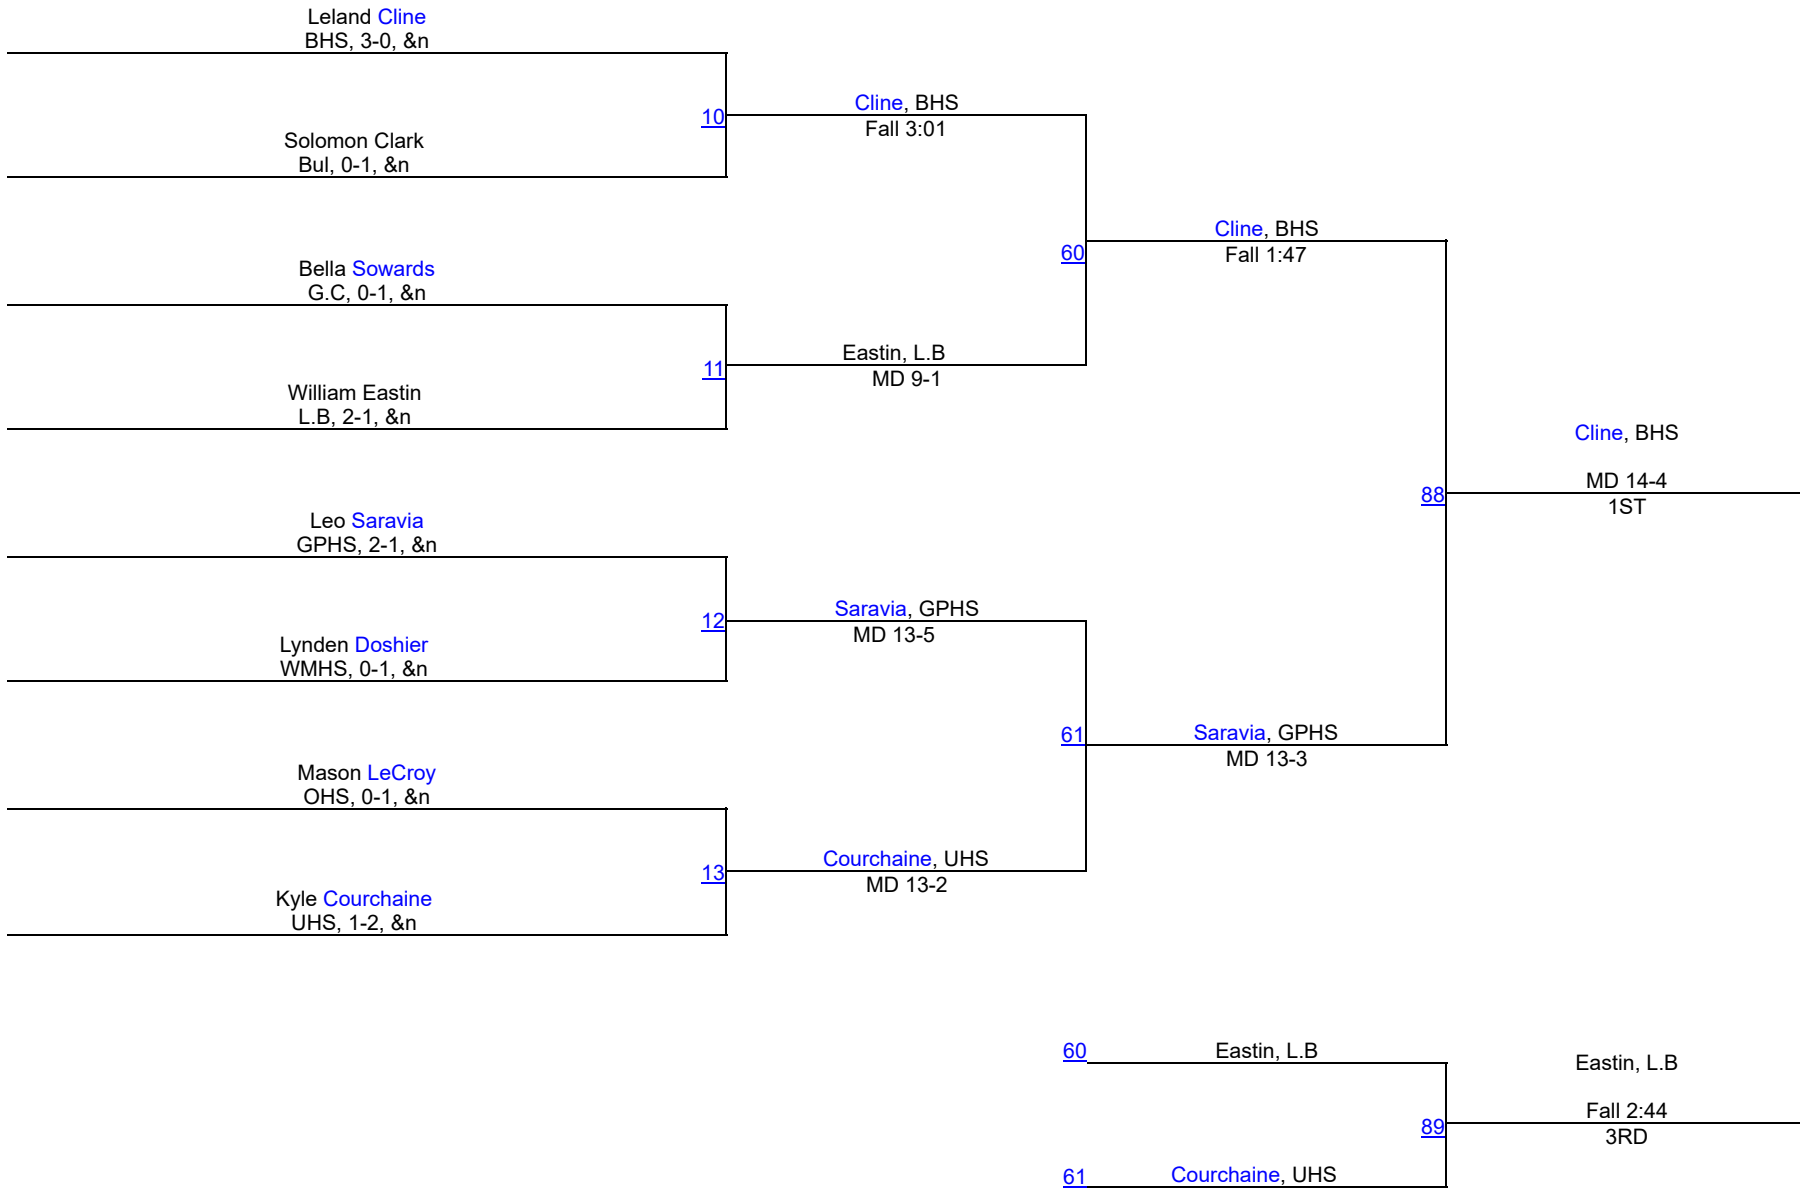 Leland Cline
BHS, 3-0, &n
10
Solomon Clark
Bul, 0-1, &n
Cline, BHS
Fall 3:01
Bella Sowards
G.C, 0-1, &n
11
William Eastin
L.B, 2-1, &n
Eastin, L.B
MD 9-1
60
Cline, BHS
Fall 1:47
Leo Saravia
GPHS, 2-1, &n
12
Lynden Doshier
WMHS, 0-1, &n
Saravia, GPHS
MD 13-5
Mason LeCroy
OHS, 0-1, &n
13
Kyle Courchaine
UHS, 1-2, &n
Courchaine, UHS
MD 13-2
61
Saravia, GPHS
MD 13-3
88
Cline, BHS
MD 14-4
1ST
60
Eastin, L.B
61
Courchaine, UHS
89
Eastin, L.B
Fall 2:44
3RD